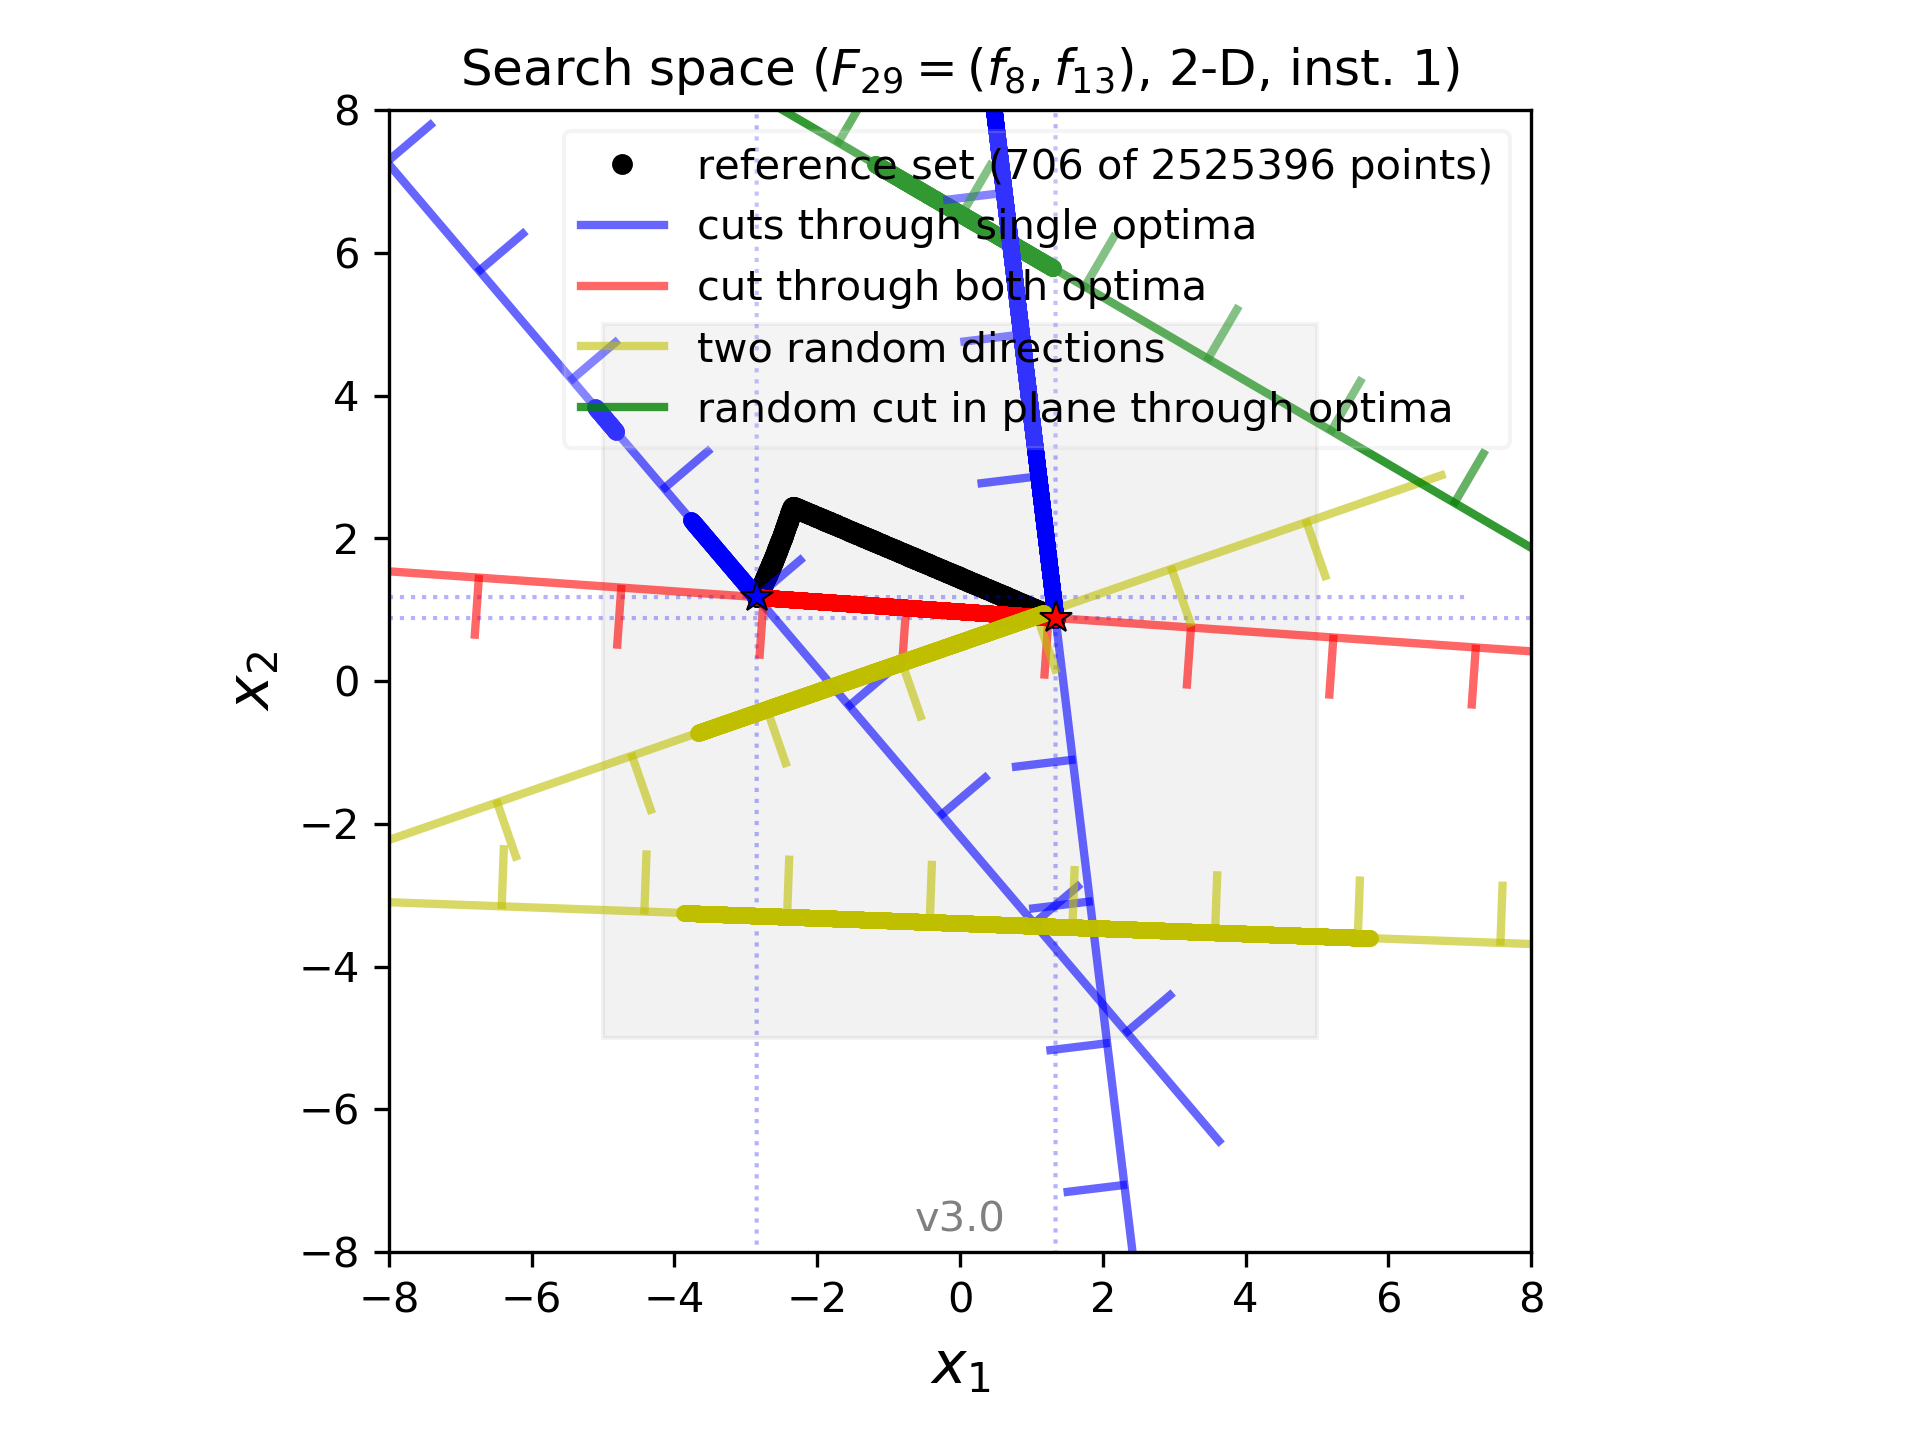 Search space (F₂₉ = (f₈, f₁₃), 2-D, inst. 1)
reference set (706 of 2525396 points)
cuts through single optima
cut through both optima
two random directions
random cut in plane through optima
8
6
4
2
0
−2
−4
−6
−8
x₂
v3.0
−8 −6 −4 −2 0 2 4 6 8
x₁